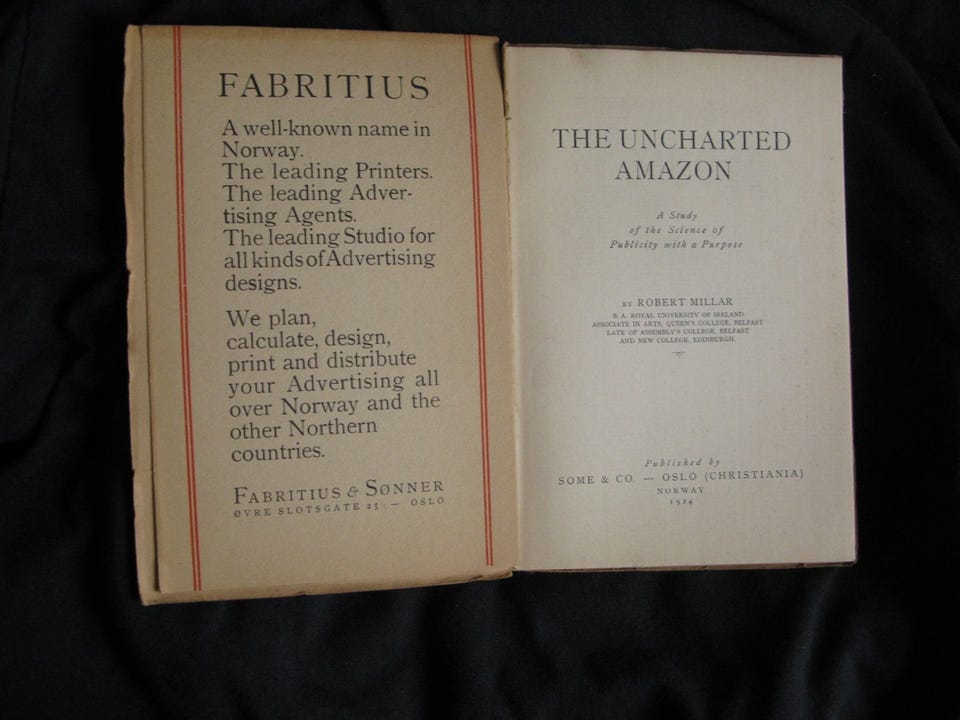 FABRITIUS
A well-known name in
Norway.
The leading Printers.
The leading Adver-
tising Agents.
The leading Studio for
all kinds of Advertising
designs.
We plan,
calculate, design,
print and distribute
your Advertising all
over Norway and the
other Northern
countries.
FABRITIUS & SØNNER
ØVRE SLOTSGATE 25 — OSLO
THE UNCHARTED
AMAZON
A Study
of the Science of
Publicity with a Purpose
BY ROBERT MILLAR
B. A. ROYAL UNIVERSITY OF IRELAND
ASSOCIATE IN ARTS, QUEEN'S COLLEGE, BELFAST
LATE OF ASSEMBLY'S COLLEGE, BELFAST
AND NEW COLLEGE, EDINBURGH.
Published by
SOME & CO. — OSLO (CHRISTIANIA)
NORWAY
1924